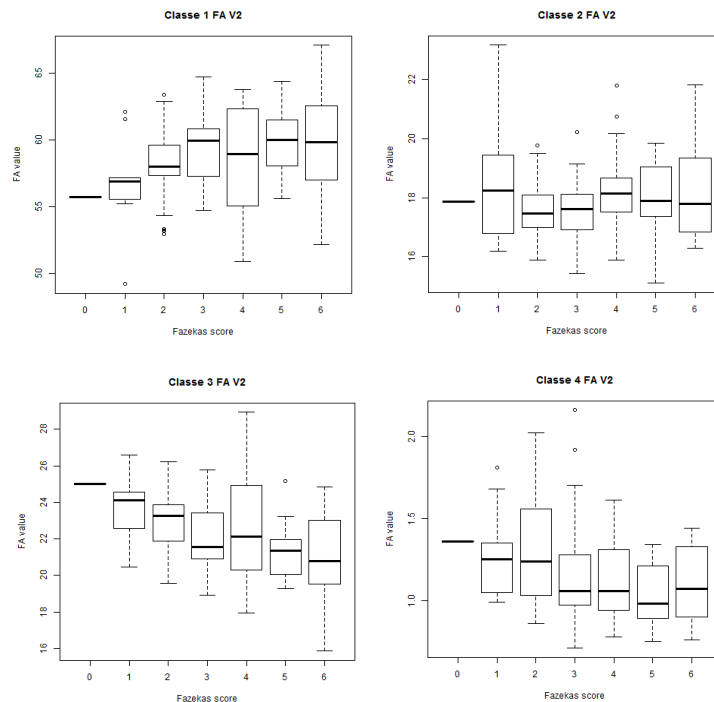 Classe 1 FA V2
FA value
65
60
55
50
0 1 2 3 4 5 6
Fazekas score
Classe 2 FA V2
FA value
22
20
18
16
0 1 2 3 4 5 6
Fazekas score
Classe 3 FA V2
FA value
28
26
24
22
20
18
16
0 1 2 3 4 5 6
Fazekas score
Classe 4 FA V2
FA value
2.0
1.5
1.0
0 1 2 3 4 5 6
Fazekas score